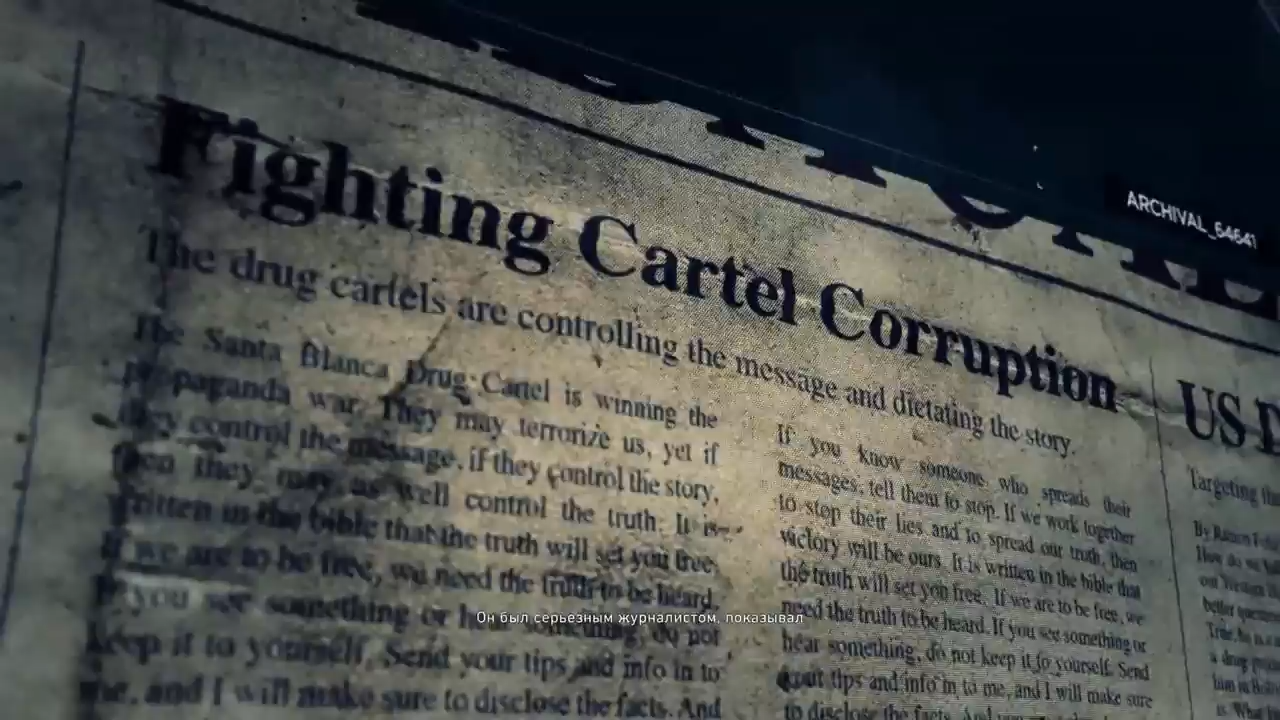 ARCHIVAL_64641
Fighting Cartel Corruption
The drug cartels are controlling the message and dictating the story.
The Santa Blanca Drug Cartel is winning the
propaganda war. They may terrorize us, yet if
they control the message, if they control the story,
then they may as well control the truth. It is
written in the bible that the truth will set you free.
If we are to be free, we need the truth to be heard.
If you see something or hear something, do not
keep it to yourself. Send your tips and info in to
me, and I will make sure to disclose the facts. And
If you know someone who spreads their
messages, tell them to stop. If we work together
to stop their lies and to spread our truth, then
victory will be ours. It is written in the bible that
the truth will set you free. If we are to be free, we
need the truth to be heard. If you see something or
hear something, do not keep it to yourself. Send
your tips and info in to me, and I will make sure
to disclose the facts. And
US
Targeting
By Ramon
How do
a drug
Он был серьезным журналистом, показывал